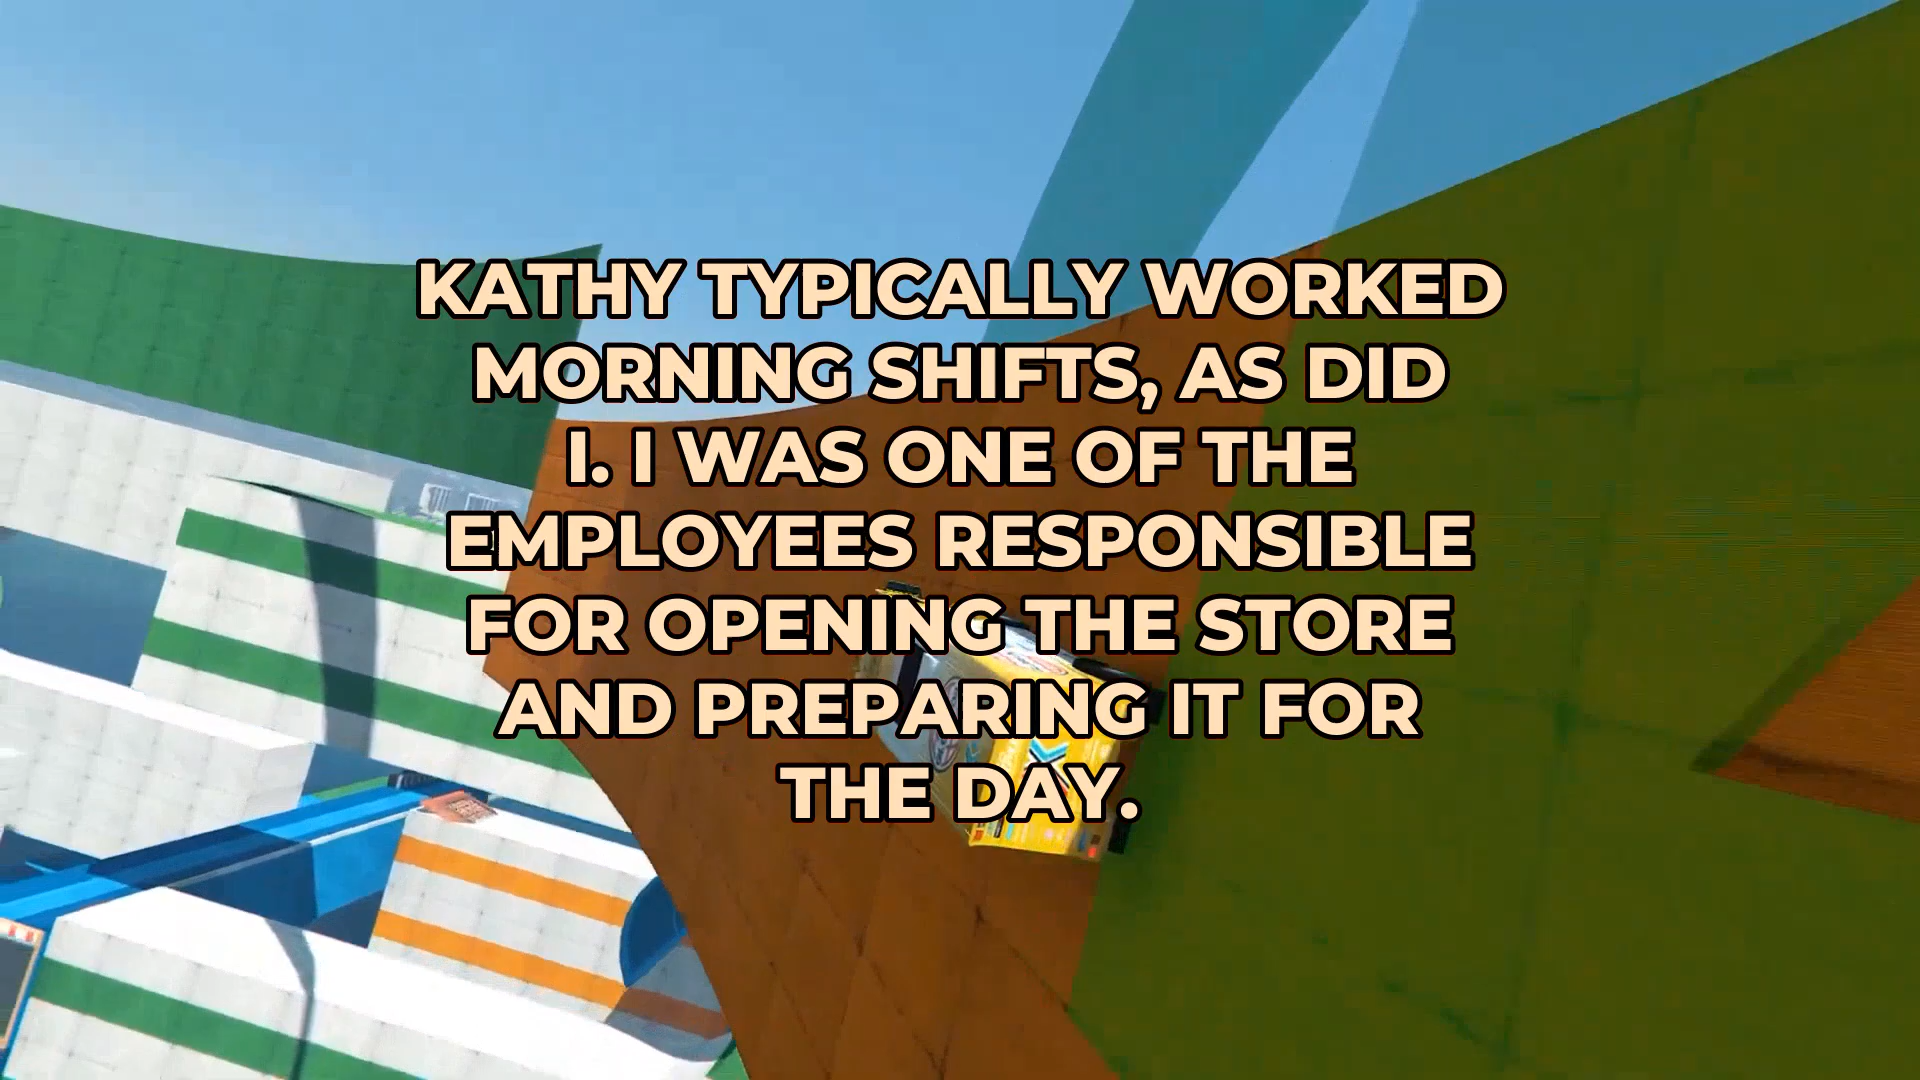 KATHY TYPICALLY WORKED
MORNING SHIFTS, AS DID
I. I WAS ONE OF THE
EMPLOYEES RESPONSIBLE
FOR OPENING THE STORE
AND PREPARING IT FOR
THE DAY.